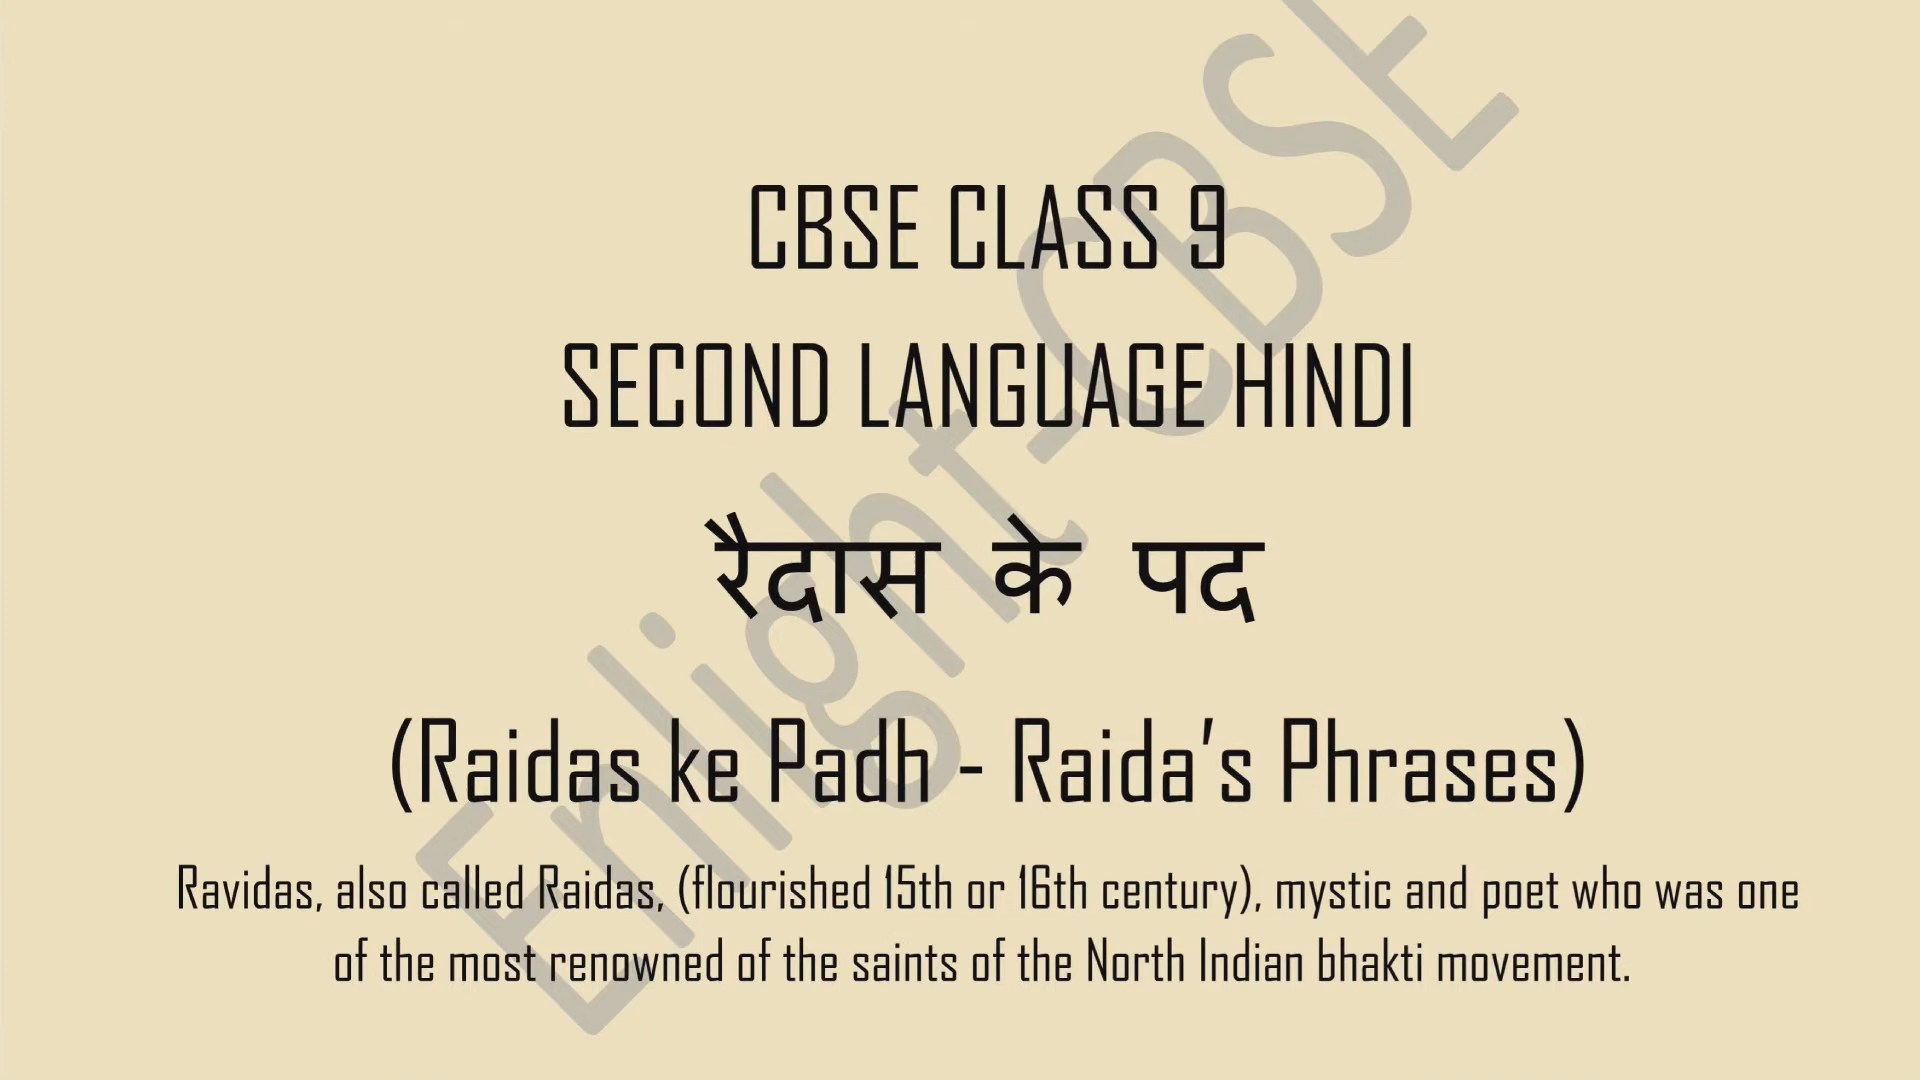 CBSE CLASS 9
SECOND LANGUAGE HINDI
रैदास के पद
(Raidas ke Padh - Raida's Phrases)
Ravidas, also called Raidas, (flourished 15th or 16th century), mystic and poet who was one
of the most renowned of the saints of the North Indian bhakti movement.
Enlight-CBSE